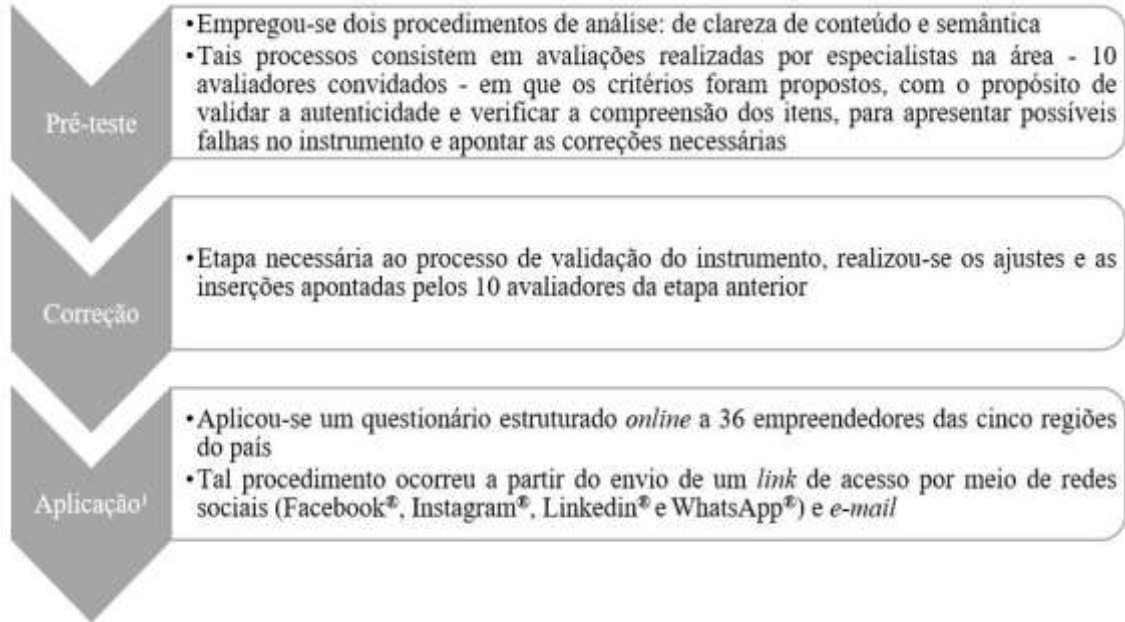 Pré-teste
•Empregou-se dois procedimentos de análise: de clareza de conteúdo e semântica
•Tais processos consistem em avaliações realizadas por especialistas na área - 10
avaliadores convidados - em que os critérios foram propostos, com o propósito de
validar a autenticidade e verificar a compreensão dos itens, para apresentar possíveis
falhas no instrumento e apontar as correções necessárias
Correção
•Etapa necessária ao processo de validação do instrumento, realizou-se os ajustes e as
inserções apontadas pelos 10 avaliadores da etapa anterior
Aplicação¹
•Aplicou-se um questionário estruturado online a 36 empreendedores das cinco regiões
do país
•Tal procedimento ocorreu a partir do envio de um link de acesso por meio de redes
sociais (Facebook®, Instagram®, Linkedin® e WhatsApp®) e e-mail